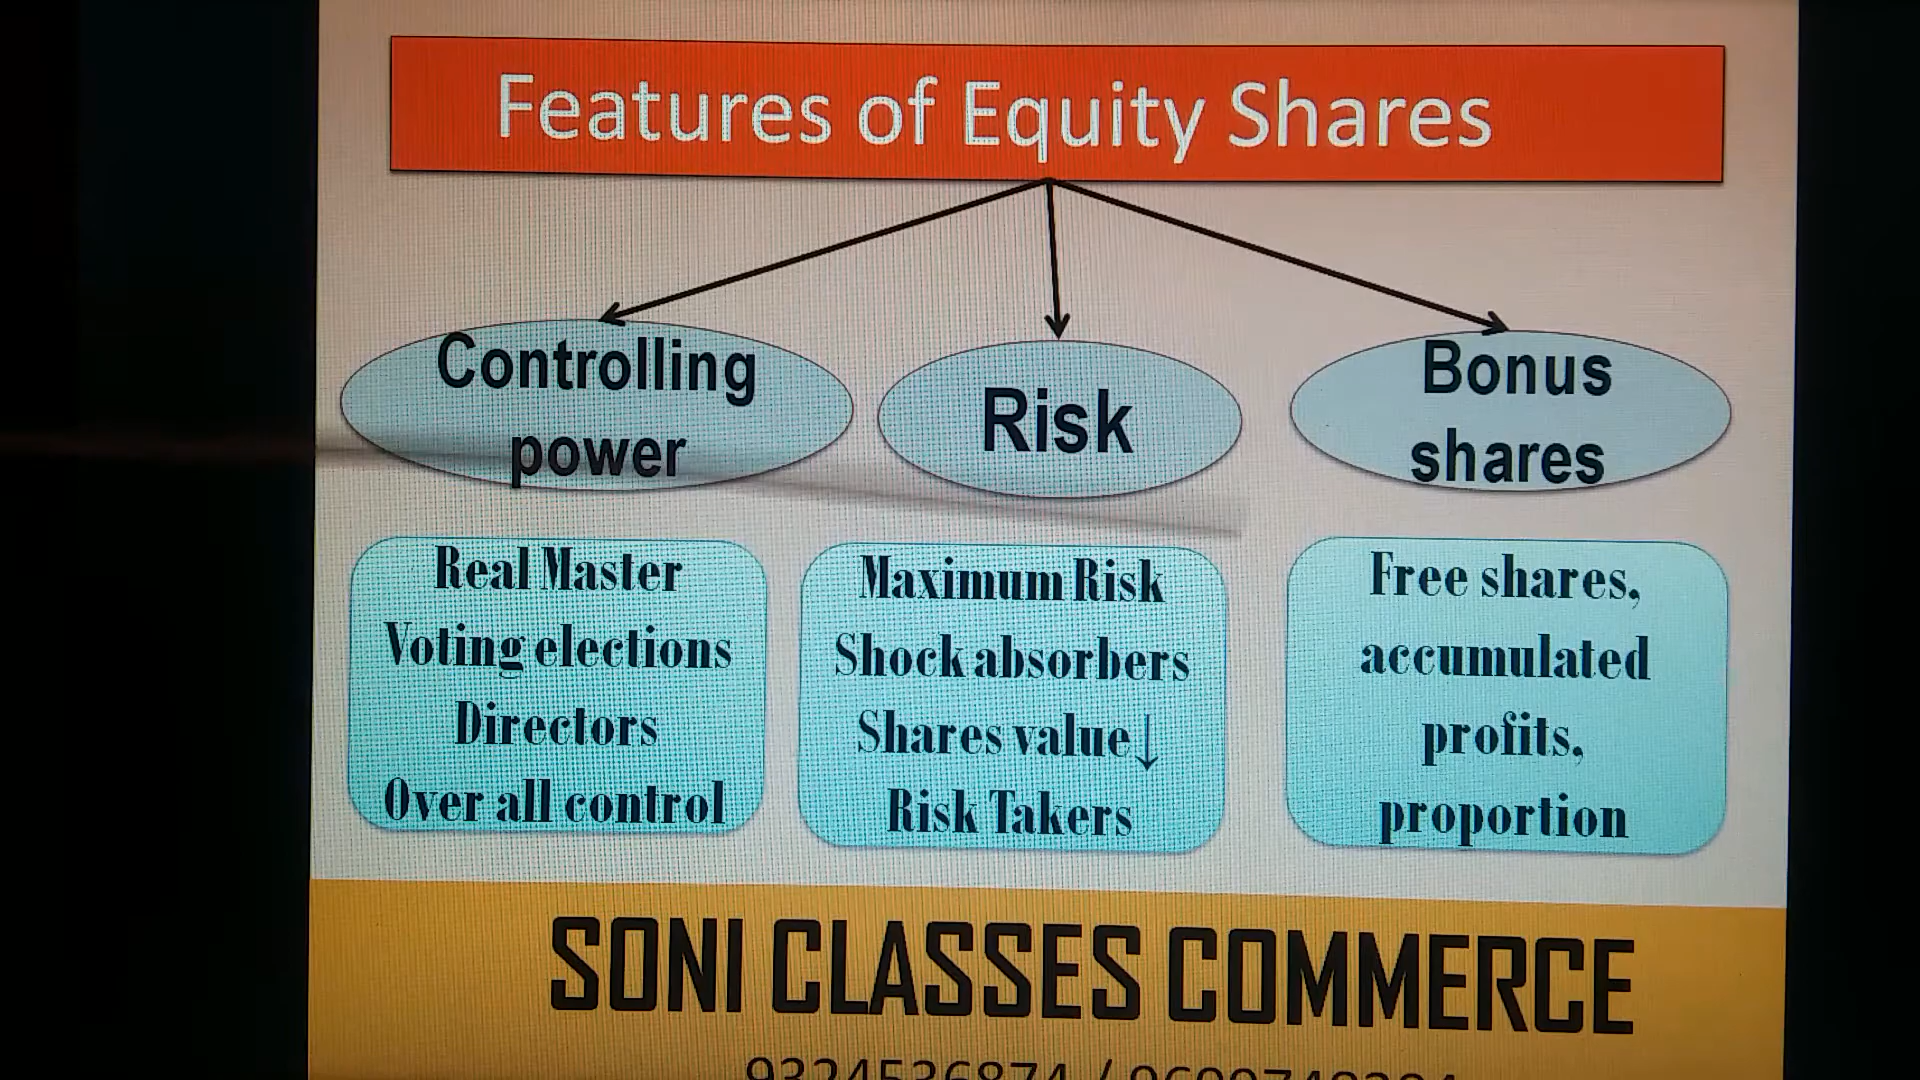 Features of Equity Shares
Controlling
power
Risk
Bonus
shares
Real Master
Voting elections
Directors
Over all control
Maximum Risk
Shock absorbers
Shares value↓
Risk Takers
Free shares,
accumulated
profits,
proportion
SONI CLASSES COMMERCE